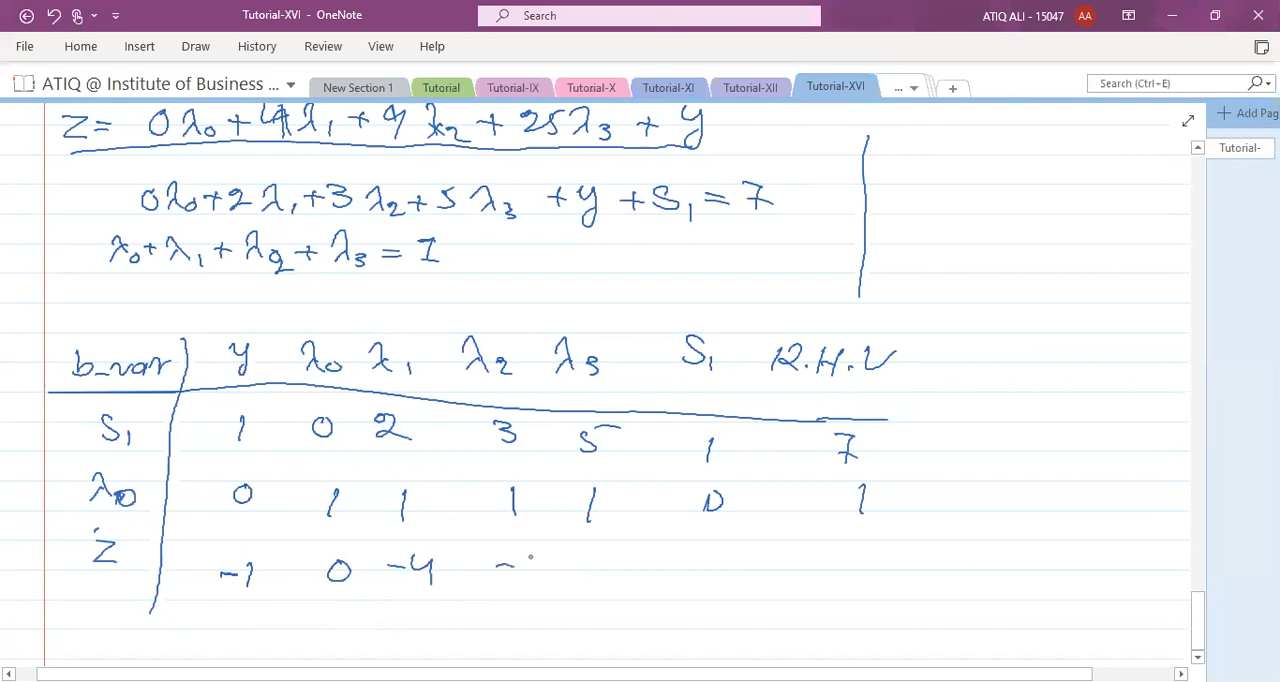 Tutorial-XVI - OneNote
Search
ATIQ ALI - 15047 AA
File Home Insert Draw History Review View Help
ATIQ @ Institute of Business ... New Section 1 Tutorial Tutorial-IX Tutorial-X Tutorial-XI Tutorial-XII Tutorial-XVI ... + Search (Ctrl+E)
+ Add Pag
Tutorial-
Z = 0λ0 + 4λ1 + 9λ2 + 25λ3 + y
0λ0 + 2λ1 + 3λ2 + 5λ3 + y + S1 = 7
λ0 + λ1 + λ2 + λ3 = 1
b_var y λ0 λ1 λ2 λ3 S1 R.H.V
S1 1 0 2 3 5 1 7
λ0 0 1 1 1 1 0 1
Z -1 0 -4 -